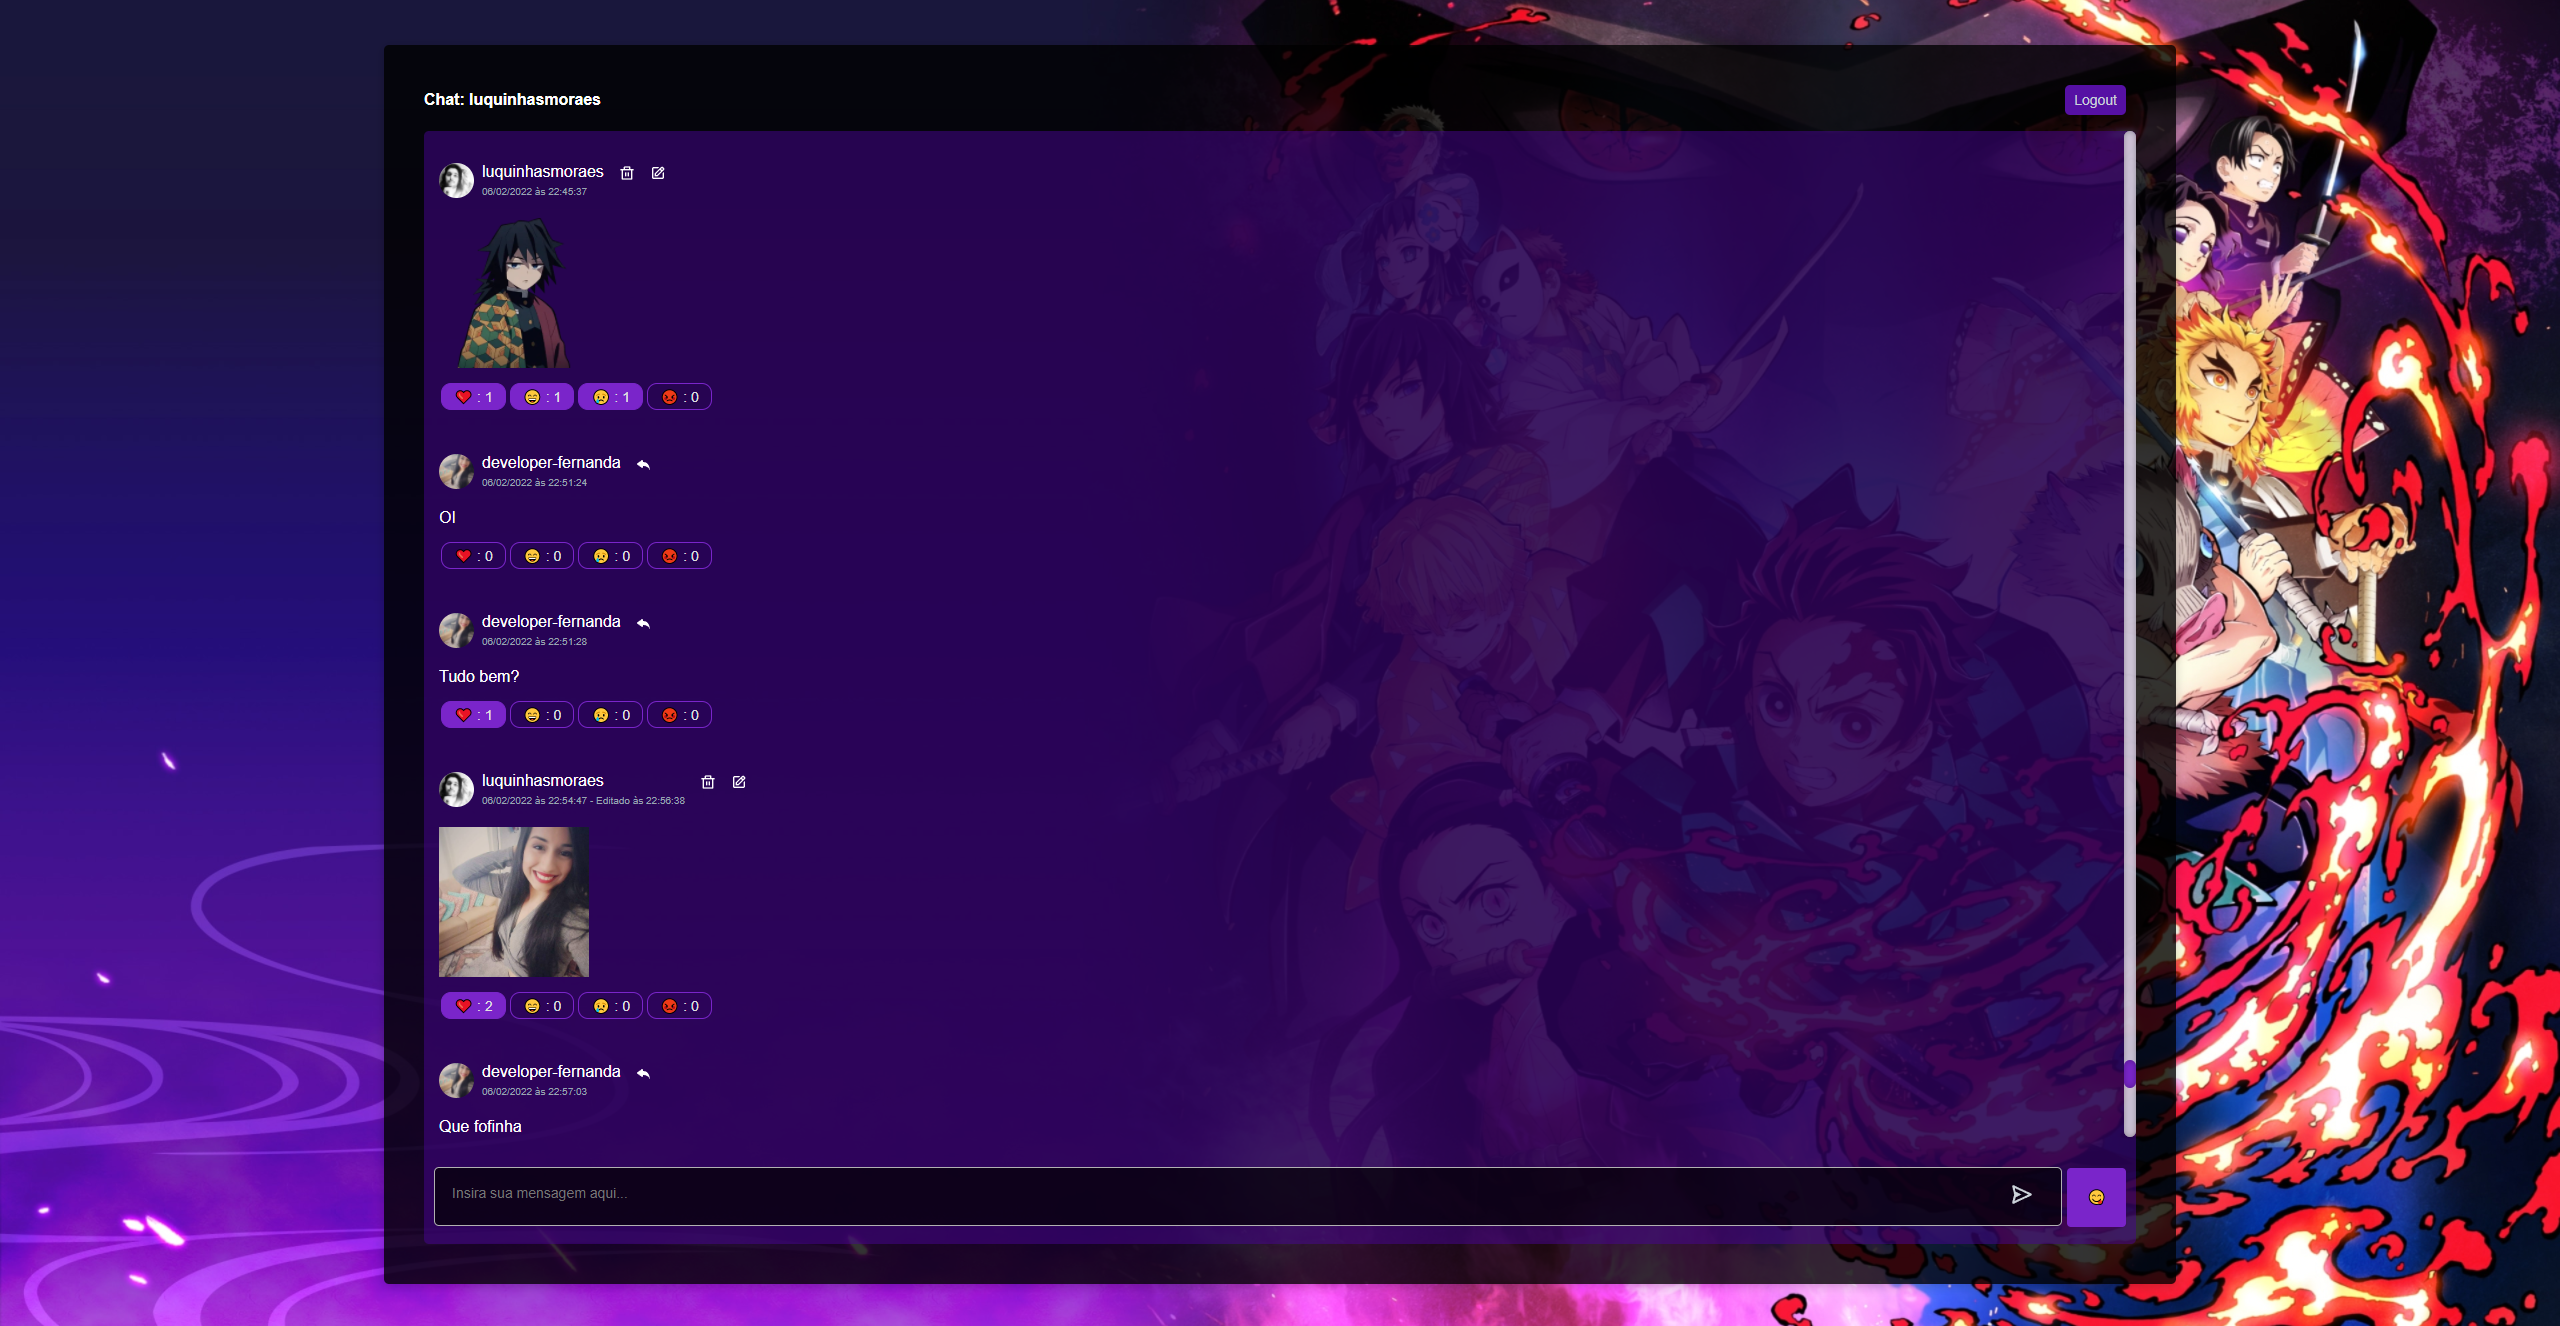 Chat: luquinhasmoraes
Logout
luquinhasmoraes
06/02/2022 às 22:45:37
: 1 : 1 : 1 : 0
developer-fernanda
06/02/2022 às 22:51:24
OI
: 0 : 0 : 0 : 0
developer-fernanda
06/02/2022 às 22:51:28
Tudo bem?
: 1 : 0 : 0 : 0
luquinhasmoraes
06/02/2022 às 22:54:47 - Editado às 22:56:38
: 2 : 0 : 0 : 0
developer-fernanda
06/02/2022 às 22:57:03
Que fofinha
Insira sua mensagem aqui...